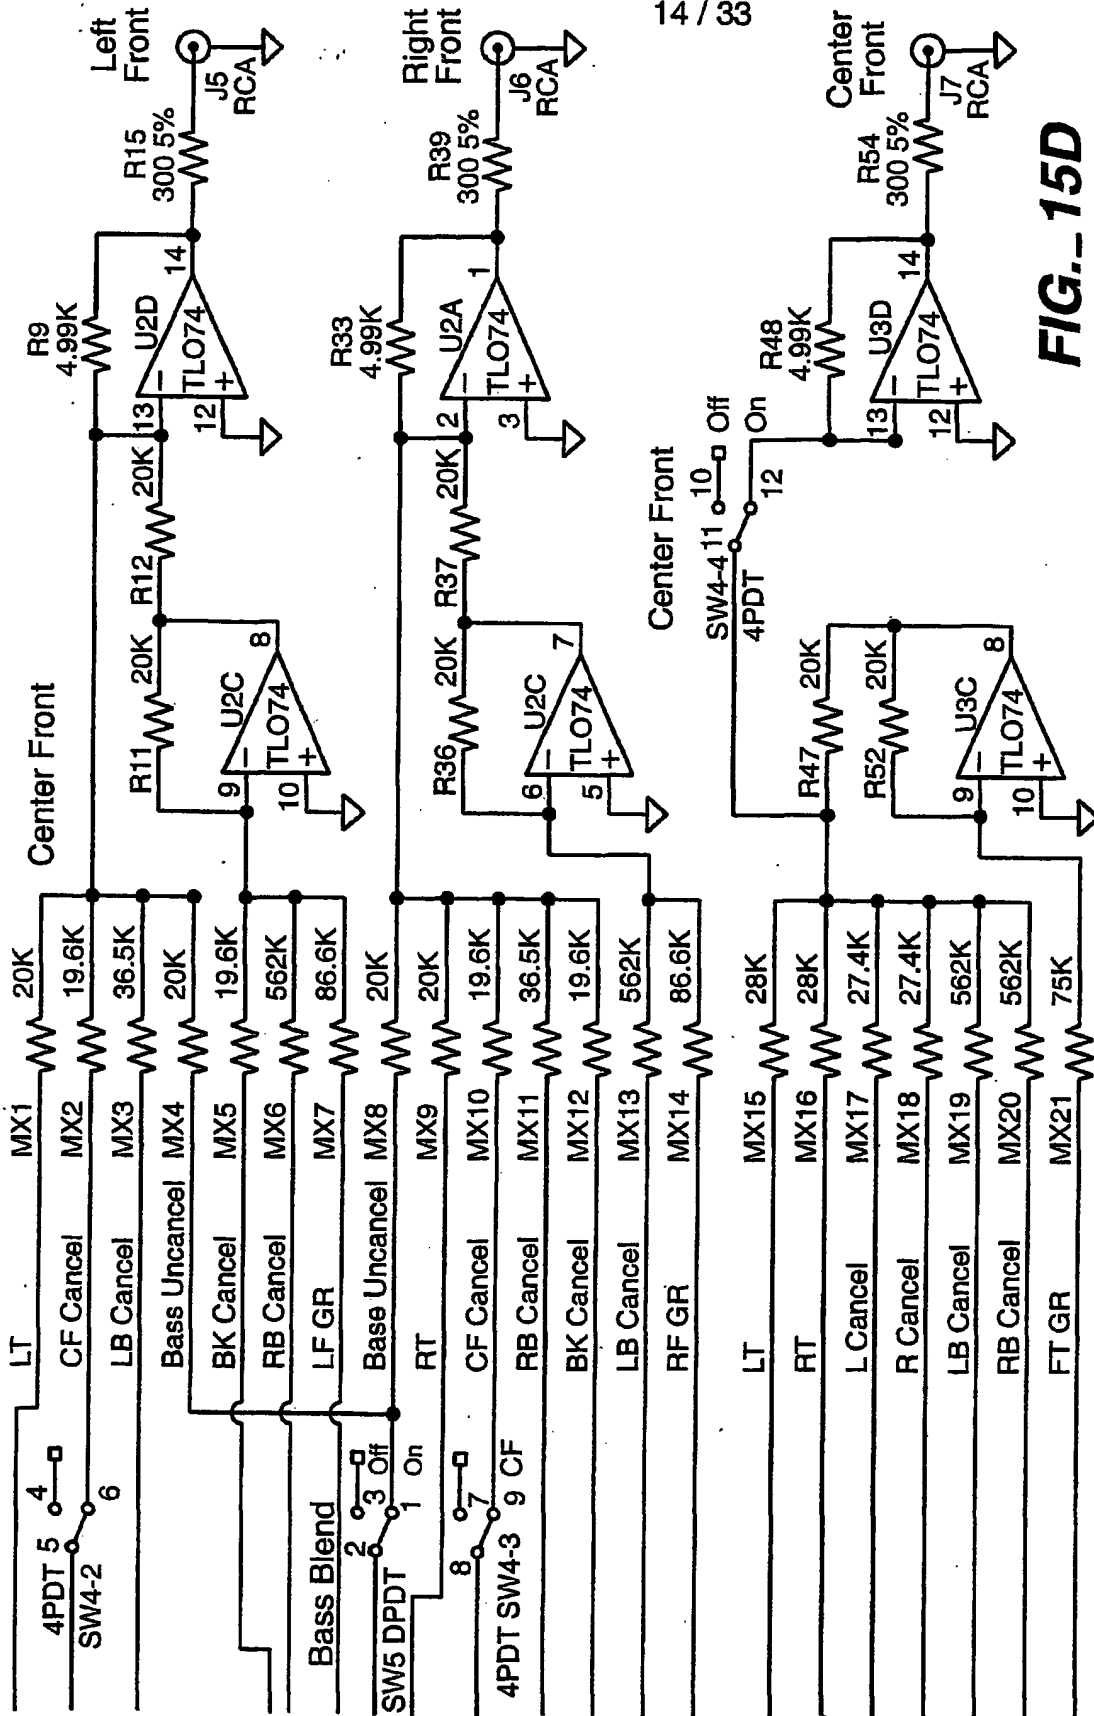 14 / 33
Left
Front
J5
RCA
R15
300 5%
R9
4.99K
14
U2D
TLO74
13
12
20K
R12
20K
R11
8
U2C
TLO74
9
10
Center Front
Right
Front
J6
RCA
R39
300 5%
R33
4.99K
1
U2A
TLO74
2
3
20K
R37
20K
R36
7
U2C
TLO74
6
5
Center Front
SW4-4
4PDT
11
10
Off
12
On
Center
Front
J7
RCA
R54
300 5%
R48
4.99K
14
U3D
TLO74
13
12
20K
R47
20K
R52
8
U3C
TLO74
9
10
LT MX1 20K
CF Cancel MX2 19.6K
LB Cancel MX3 36.5K
Bass Uncancel MX4 20K
BK Cancel MX5 19.6K
RB Cancel MX6 562K
LF GR MX7 86.6K
Base Uncancel MX8 20K
RT MX9 20K
CF Cancel MX10 19.6K
RB Cancel MX11 36.5K
BK Cancel MX12 19.6K
LB Cancel MX13 562K
RF GR MX14 86.6K
LT MX15 28K
RT MX16 28K
L Cancel MX17 27.4K
R Cancel MX18 27.4K
LB Cancel MX19 562K
RB Cancel MX20 562K
FT GR MX21 75K
4PDT 5
SW4-2
4
6
Bass Blend
2
3 Off
1 On
SW5 DPDT
8
7
9 CF
4PDT SW4-3
FIG._15D